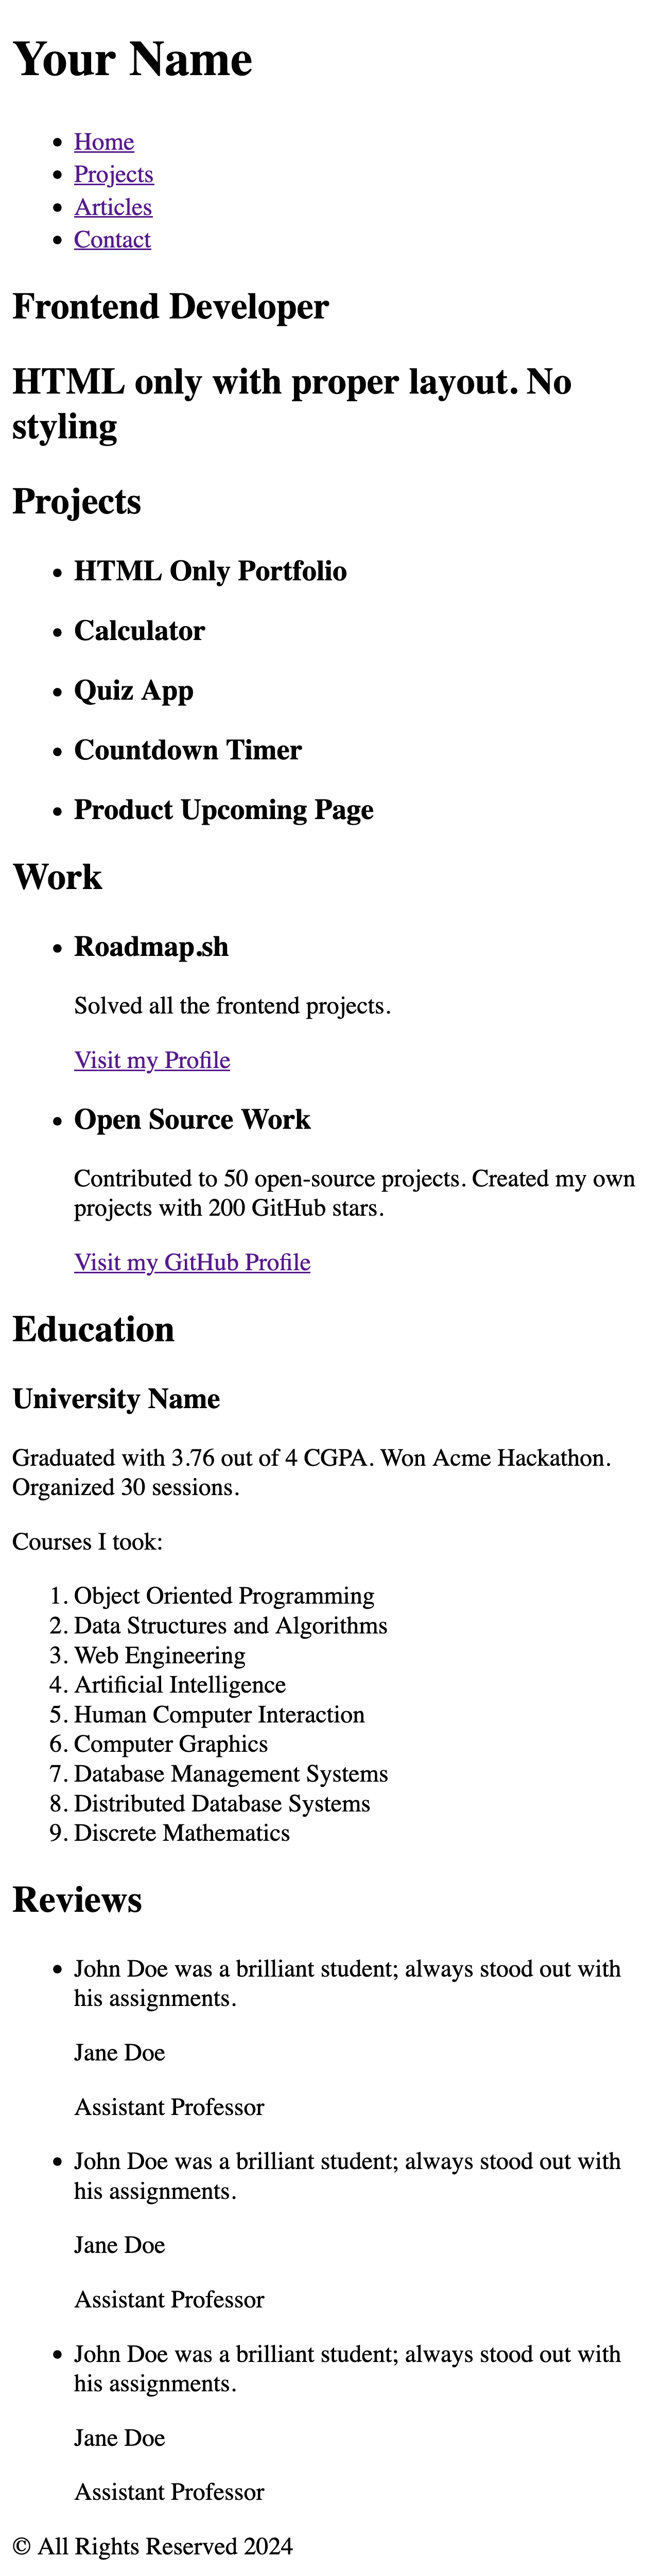 Your Name
• Home
• Projects
• Articles
• Contact
Frontend Developer
HTML only with proper layout. No
styling
Projects
• HTML Only Portfolio
• Calculator
• Quiz App
• Countdown Timer
• Product Upcoming Page
Work
• Roadmap.sh
Solved all the frontend projects.
Visit my Profile
• Open Source Work
Contributed to 50 open-source projects. Created my own
projects with 200 GitHub stars.
Visit my GitHub Profile
Education
University Name
Graduated with 3.76 out of 4 CGPA. Won Acme Hackathon.
Organized 30 sessions.
Courses I took:
1. Object Oriented Programming
2. Data Structures and Algorithms
3. Web Engineering
4. Artificial Intelligence
5. Human Computer Interaction
6. Computer Graphics
7. Database Management Systems
8. Distributed Database Systems
9. Discrete Mathematics
Reviews
• John Doe was a brilliant student; always stood out with
his assignments.
Jane Doe
Assistant Professor
• John Doe was a brilliant student; always stood out with
his assignments.
Jane Doe
Assistant Professor
• John Doe was a brilliant student; always stood out with
his assignments.
Jane Doe
Assistant Professor
© All Rights Reserved 2024